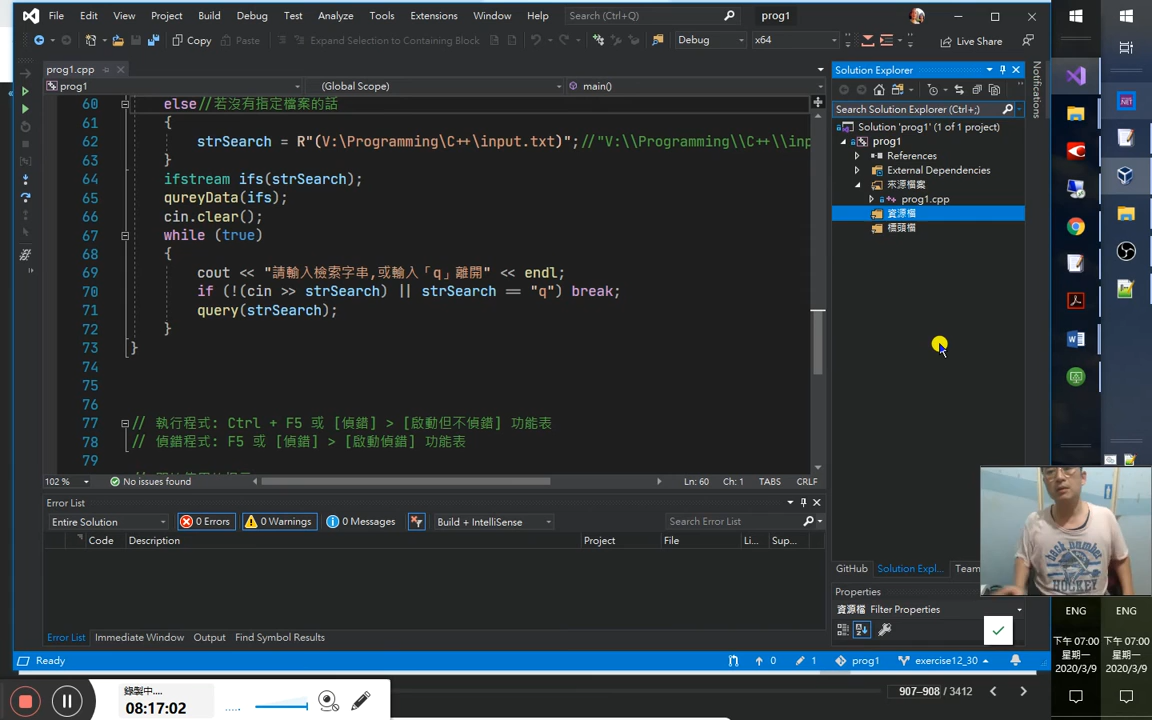 File Edit View Project Build Debug Test Analyze Tools Extensions Window Help Search (Ctrl+Q) prog1
Copy Paste Expand Selection to Containing Block Debug x64 Live Share
prog1.cpp
prog1 (Global Scope) main()
60 else//若沒有指定檔案的話
61 {
62 strSearch = R"(V:\Programming\C++\input.txt)";//"V:\\Programming\\C++\\inp
63 }
64 ifstream ifs(strSearch);
65 qureyData(ifs);
66 cin.clear();
67 while (true)
68 {
69 cout << "請輸入檢索字串,或輸入「q」離開" << endl;
70 if (!(cin >> strSearch) || strSearch == "q") break;
71 query(strSearch);
72 }
73 }
74
75
76
77 // 執行程式: Ctrl + F5 或 [偵錯] > [啟動但不偵錯] 功能表
78 // 偵錯程式: F5 或 [偵錯] > [啟動偵錯] 功能表
79
102 % No issues found Ln: 60 Ch: 1 TABS CRLF
Error List
Entire Solution 0 Errors 0 Warnings 0 Messages Build + IntelliSense Search Error List
Code Description Project File Li... Sup...
Error List Immediate Window Output Find Symbol Results
Ready 0 1 prog1 exercise12_30
Solution Explorer
Search Solution Explorer (Ctrl+;)
Solution 'prog1' (1 of 1 project)
prog1
References
External Dependencies
來源檔案
prog1.cpp
資源檔
標頭檔
GitHub Solution Expl... Team
Properties
資源檔 Filter Properties
Notifications
back number
HOCKEY
ENG ENG
下午 07:00 下午 07:00
星期一 星期一
2020/3/9 2020/3/9
錄製中....
08:17:02
907–908 / 3412